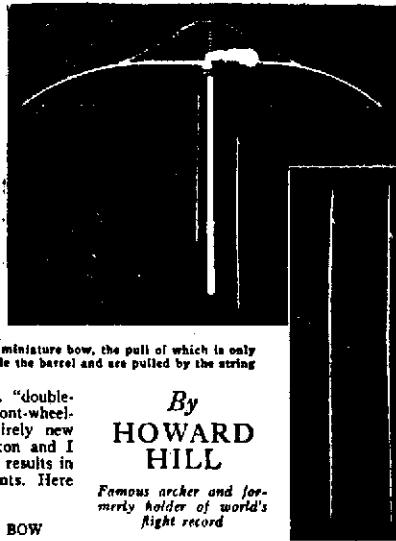 miniature bow, the pull of which is only
le the barrel and are pulled by the string
"double-
ont-wheel-
irely new
on and I
results in
nts. Here
BOW
By
HOWARD
HILL
Famous archer and for-
merly holder of world's
flight record